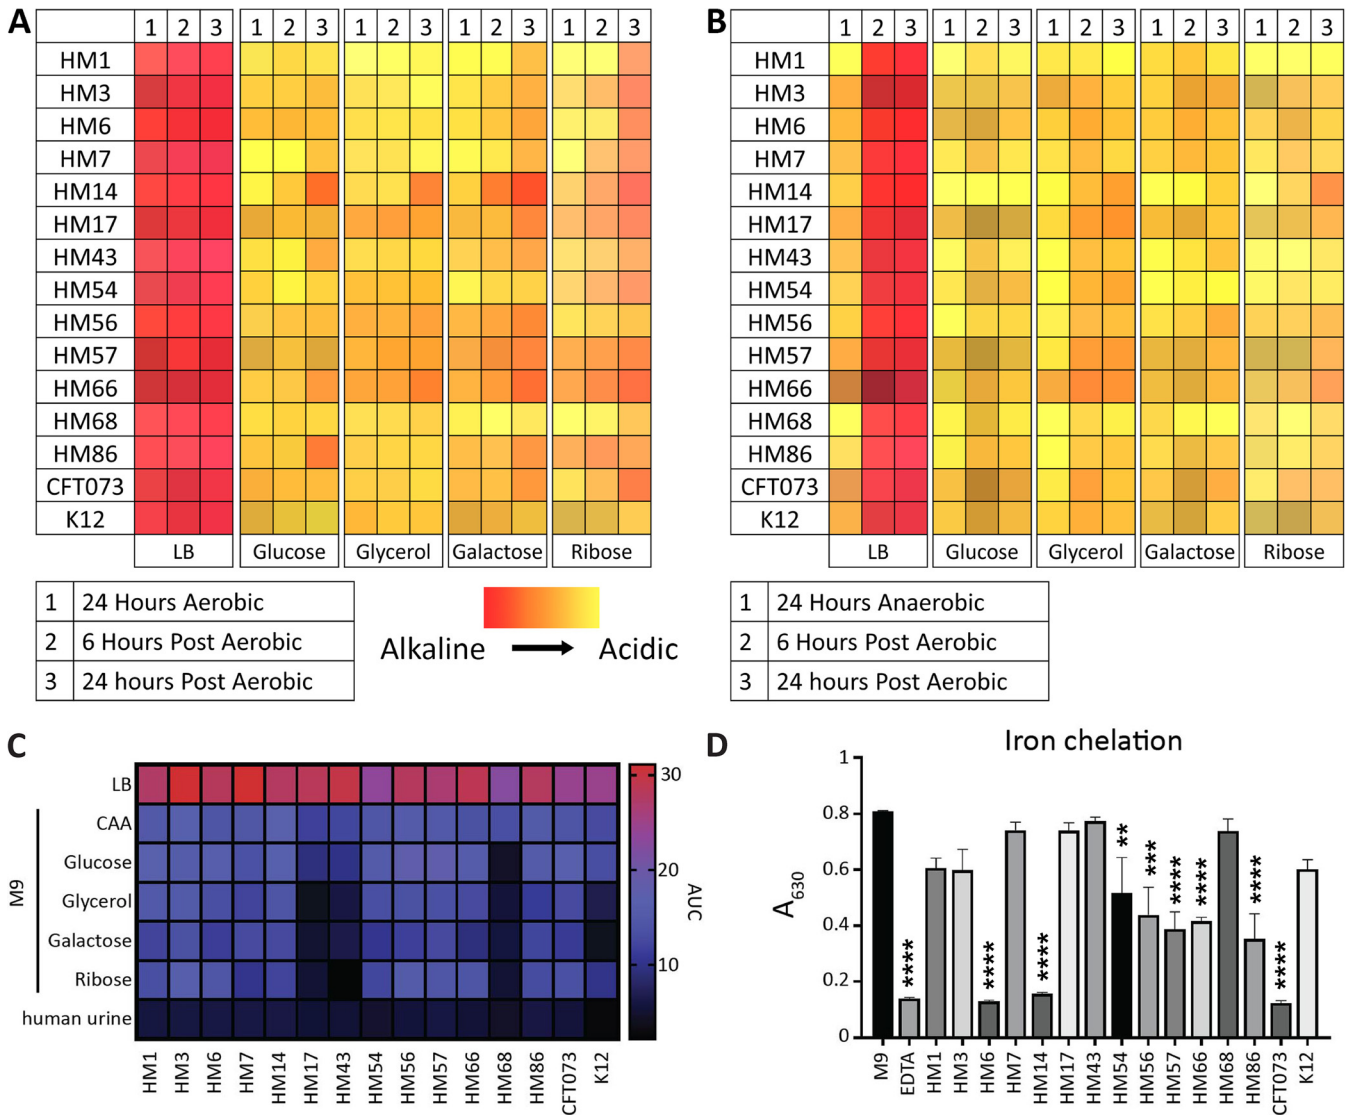 A
1 2 3 1 2 3 1 2 3 1 2 3 1 2 3
HM1
HM3
HM6
HM7
HM14
HM17
HM43
HM54
HM56
HM57
HM66
HM68
HM86
CFT073
K12
LB Glucose Glycerol Galactose Ribose
1 24 Hours Aerobic
2 6 Hours Post Aerobic
3 24 hours Post Aerobic
Alkaline Acidic
B
1 2 3 1 2 3 1 2 3 1 2 3 1 2 3
HM1
HM3
HM6
HM7
HM14
HM17
HM43
HM54
HM56
HM57
HM66
HM68
HM86
CFT073
K12
LB Glucose Glycerol Galactose Ribose
1 24 Hours Anaerobic
2 6 Hours Post Aerobic
3 24 hours Post Aerobic
C
LB
CAA
Glucose
Glycerol
Galactose
Ribose
human urine
M9
HM1 HM3 HM6 HM7 HM14 HM17 HM43 HM54 HM56 HM57 HM66 HM68 HM86 CFT073 K12
30
20
10
AUC
D
Iron chelation
1
0.8
0.6
0.4
0.2
0
A630
**** **** **** ** *** **** **** **** ****
M9 EDTA HM1 HM3 HM6 HM7 HM14 HM17 HM43 HM54 HM56 HM57 HM66 HM68 HM86 CFT073 K12